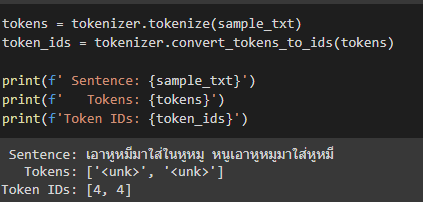 tokens = tokenizer.tokenize(sample_txt)
token_ids = tokenizer.convert_tokens_to_ids(tokens)
print(f' Sentence: {sample_txt}')
print(f'   Tokens: {tokens}')
print(f'Token IDs: {token_ids}')
Sentence: เอาหูหมีมาใส่ในหูหมู หนูเอาหูหมูมาใส่หูหมี
Tokens: ['<unk>', '<unk>']
Token IDs: [4, 4]